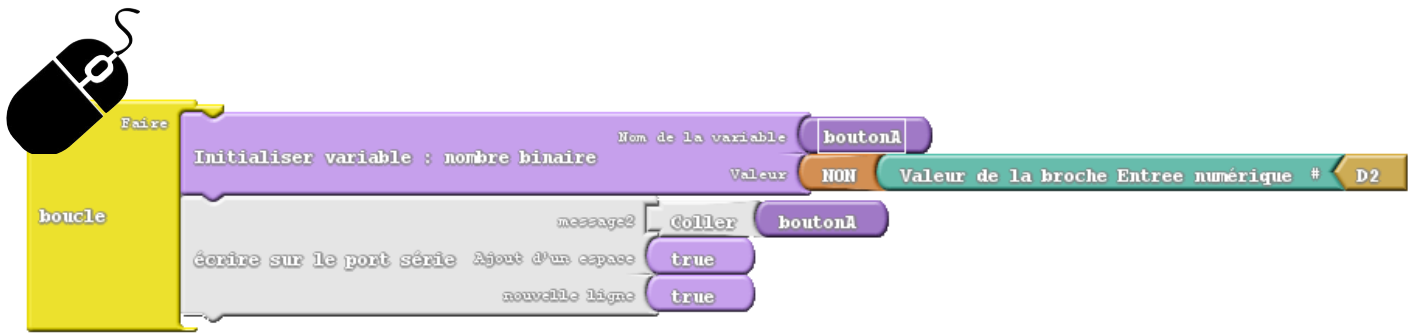 Faire
Nom de la variable boutonA
Initialiser variable : nombre binaire
Valeur NON Valeur de la broche Entree numérique # D2
boucle
message2 Coller boutonA
écrire sur le port série Ajout d'un espace true
nouvelle ligne true